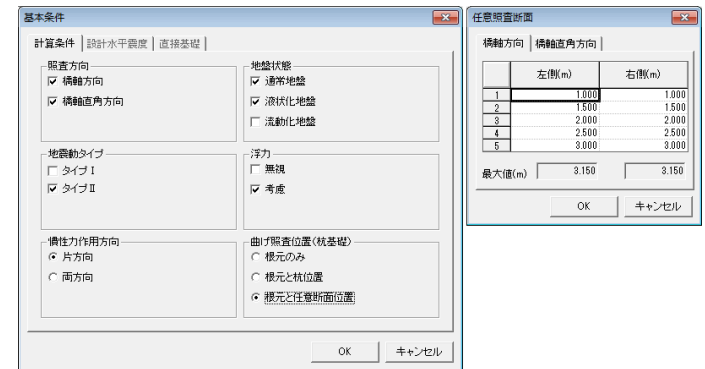 基本条件
計算条件 設計水平震度 直接基礎
照査方向
橋軸方向
橋軸直角方向
地盤状態
通常地盤
液状化地盤
流動化地盤
地震動タイプ
タイプⅠ
タイプⅡ
浮力
無視
考慮
慣性力作用方向
片方向
両方向
曲げ照査位置(杭基礎)
根元のみ
根元と杭位置
根元と任意断面位置
OK キャンセル
任意照査断面
橋軸方向 橋軸直角方向
左側(m) 右側(m)
1 1.000 1.000
2 1.500 1.500
3 2.000 2.000
4 2.500 2.500
5 3.000 3.000
最大値(m) 3.150 3.150
OK キャンセル